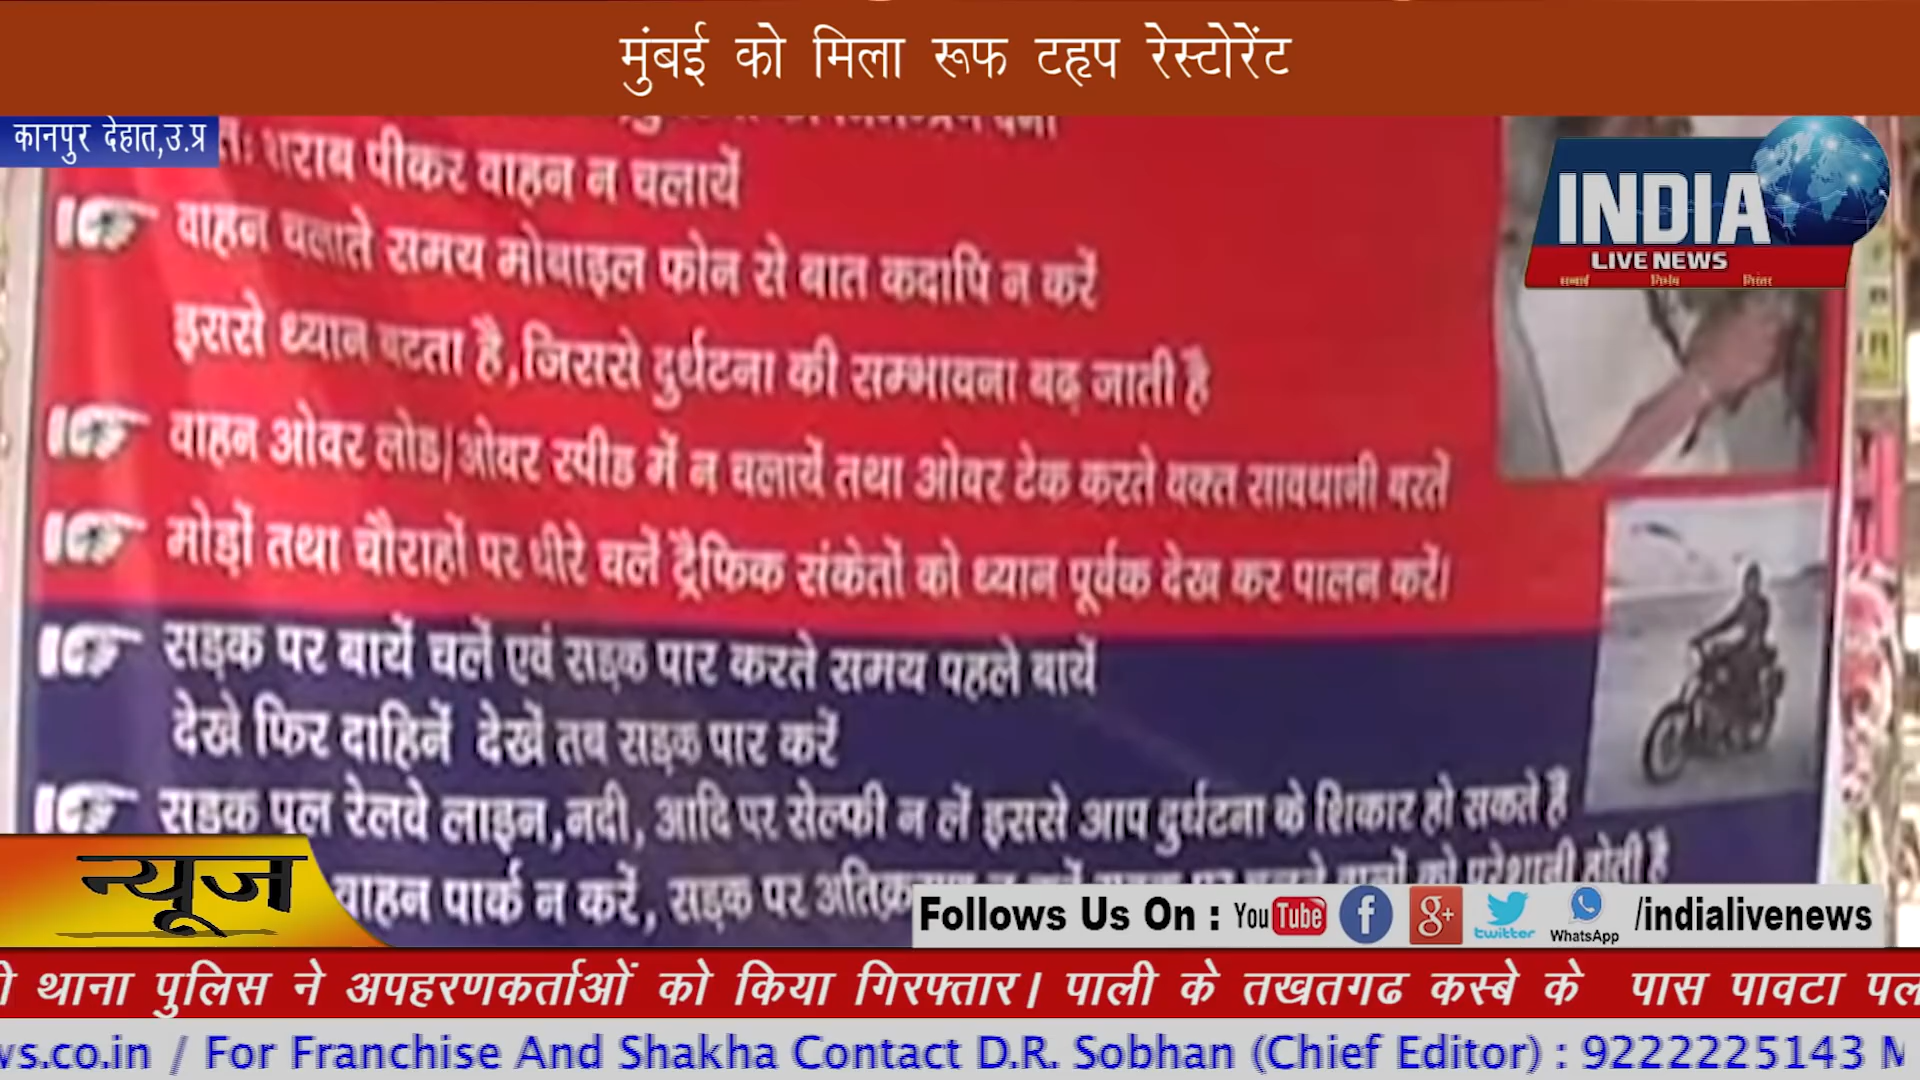 मुंबई को मिला रूफ टहृप रेस्टोरेंट
कानपुर देहात,उ.प्र
शराब पीकर वाहन न चलायें
वाहन चलाते समय मोबाइल फोन से बात कदापि न करें
इससे ध्यान बटता है,जिससे दुर्घटना की सम्भावना बढ़ जाती है
वाहन ओवर लोड/ओवर स्पीड में न चलायें तथा ओवर टेक करते वक्त सावधानी बरतें
मोड़ों तथा चौराहों पर धीरे चलें ट्रैफिक संकेतों को ध्यान पूर्वक देख कर पालन करें।
सड़क पर बायें चलें एवं सड़क पार करते समय पहले बायें
देखे फिर दाहिनें देखें तब सड़क पार करें
सड़क पुल रेलवे लाइन,नदी, आदि पर सेल्फी न लें इससे आप दुर्घटना के शिकार हो सकते हैं
वाहन पार्क न करें, सड़क पर को परेशानी होती है
INDIA
LIVE NEWS
न्यूज
Follows Us On : YouTube f g+ twitter WhatsApp /indialivenews
थाना पुलिस ने अपहरणकर्ताओं को किया गिरफ्तार। पाली के तखतगढ कस्बे के पास पावटा
ws.co.in / For Franchise And Shakha Contact D.R. Sobhan (Chief Editor) : 9222225143